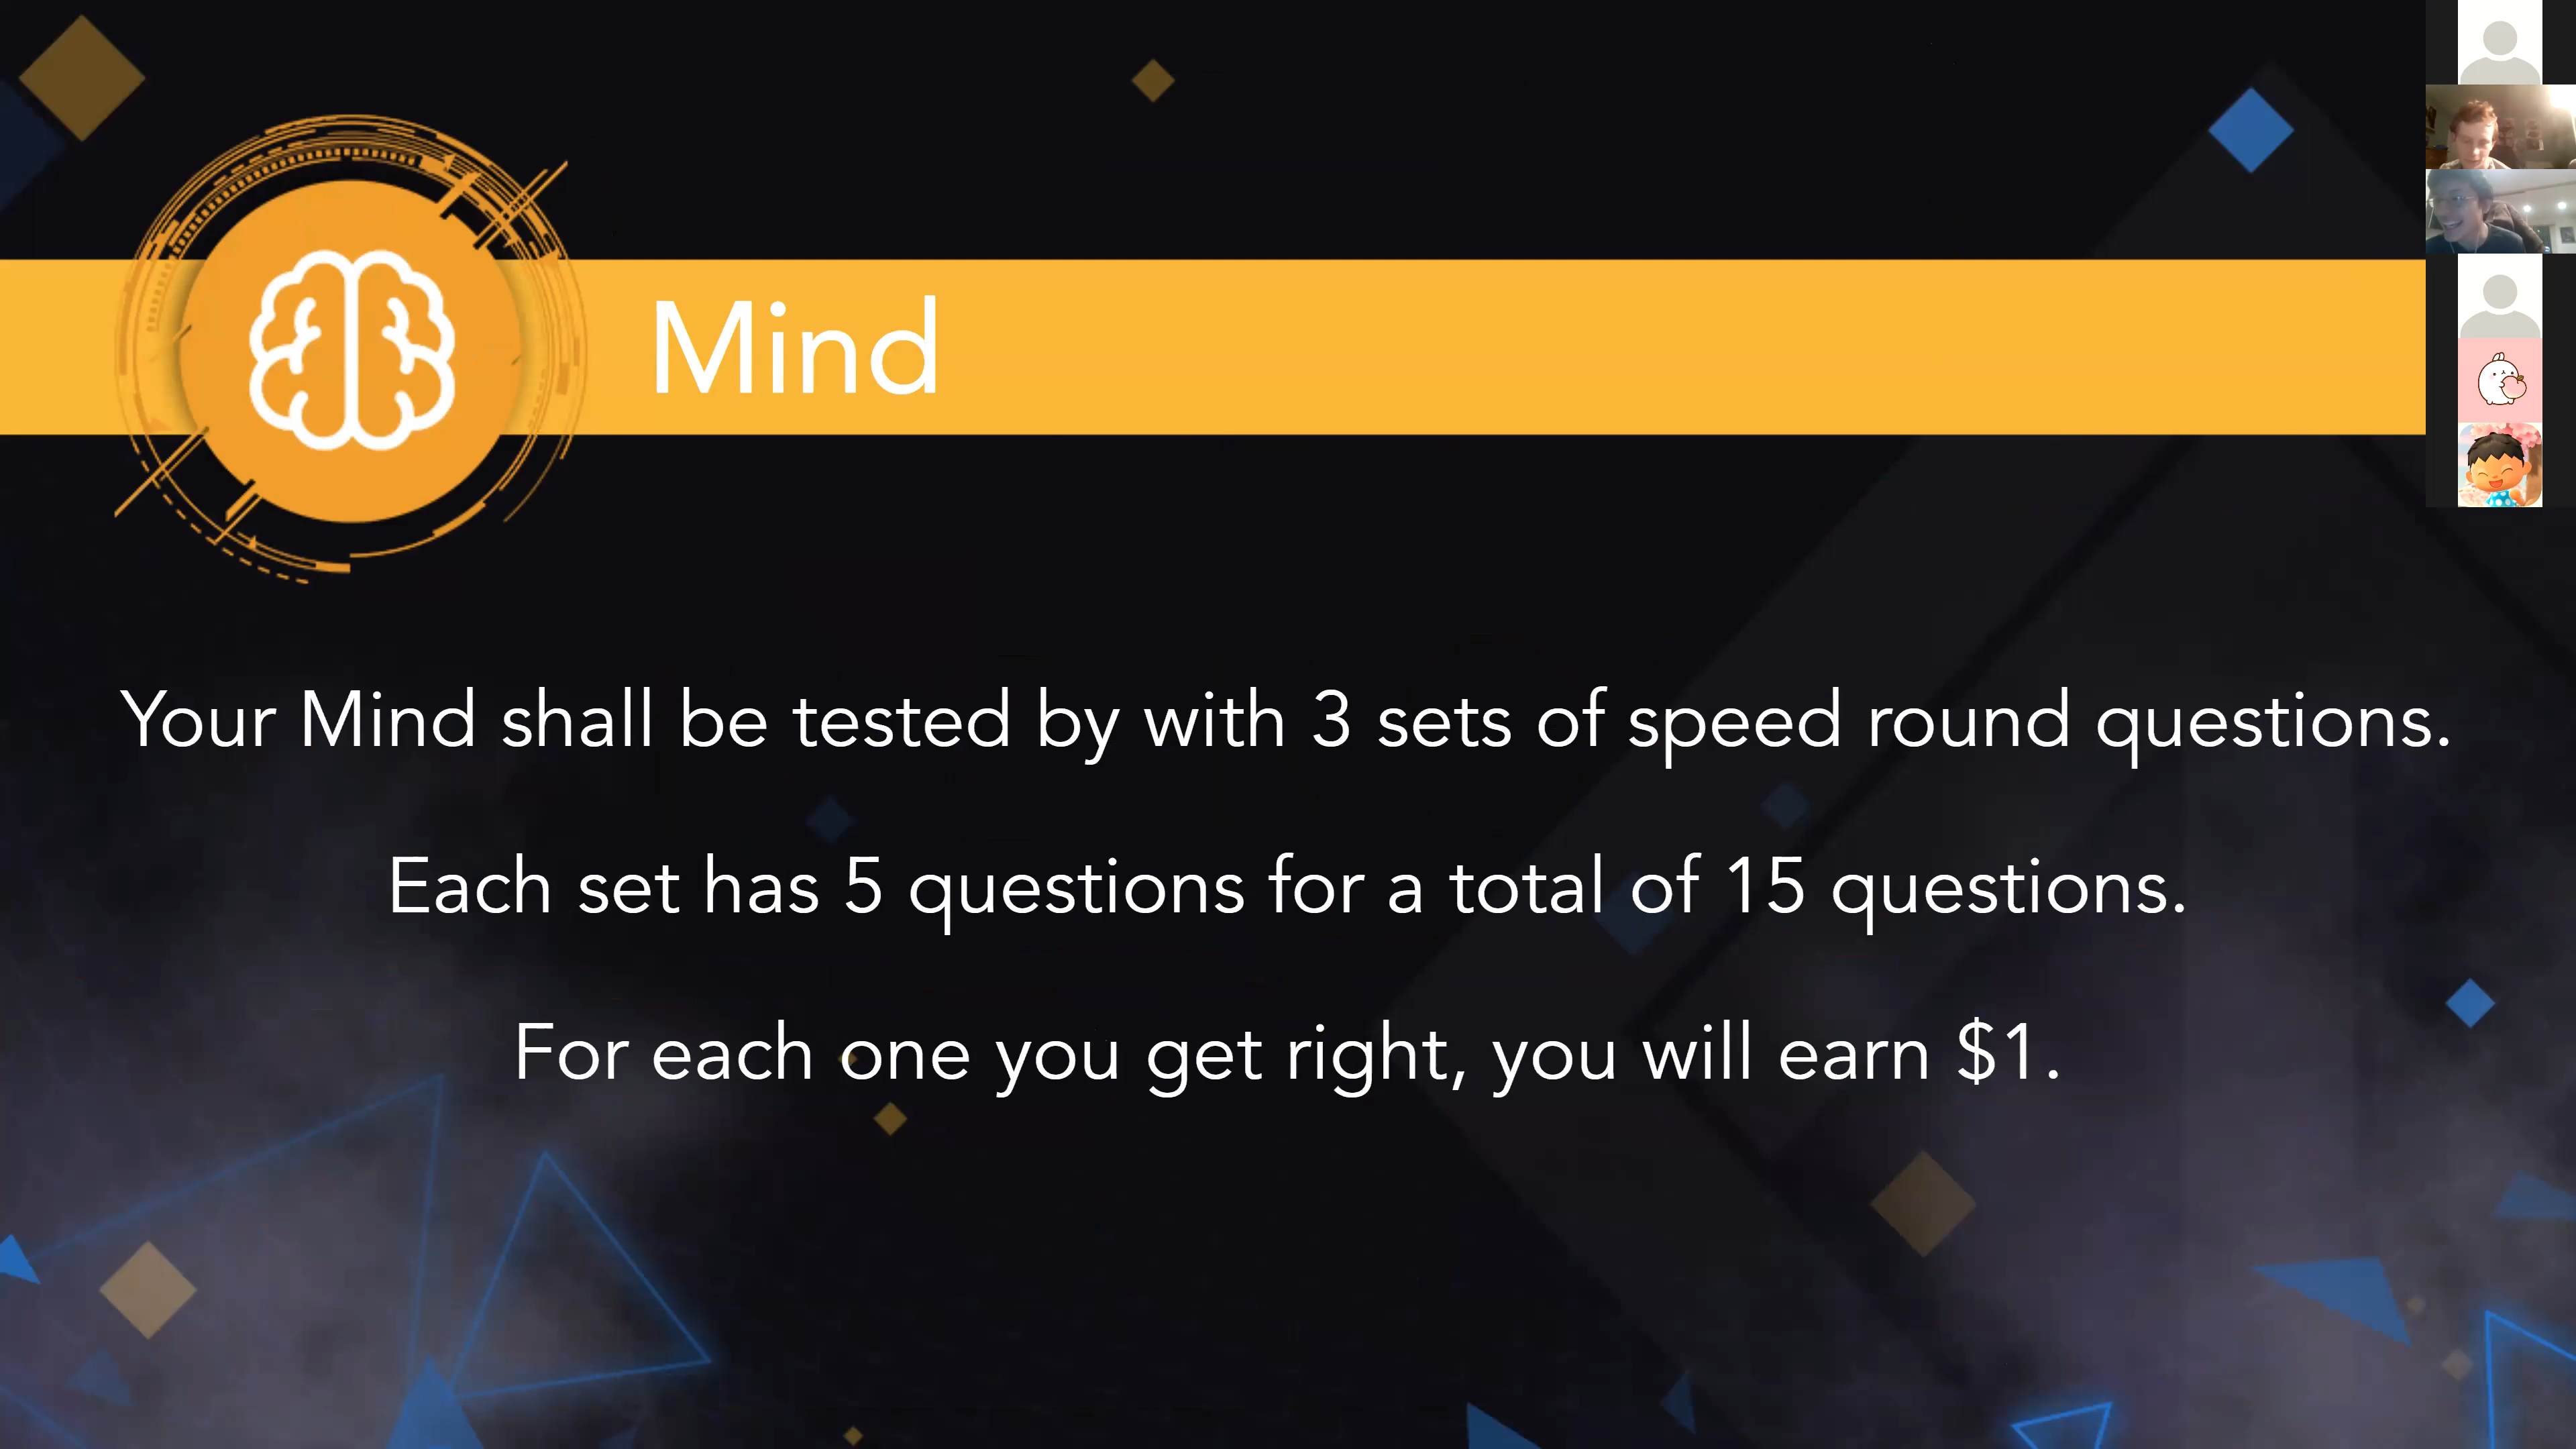 Mind
Your Mind shall be tested by with 3 sets of speed round questions.
Each set has 5 questions for a total of 15 questions.
For each one you get right, you will earn $1.